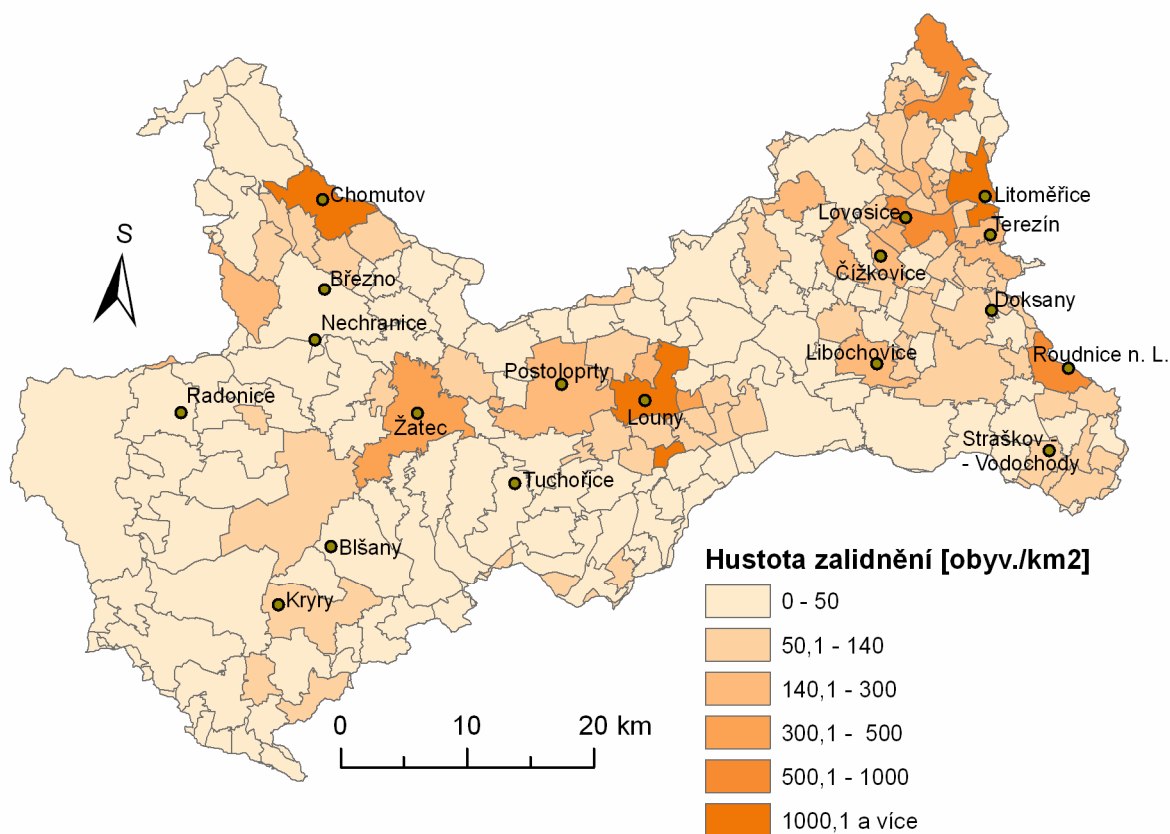 Chomutov
Litoměřice
Lovosice
Terezín
S
Čížkovice
Březno
Doksany
Nechranice
Libochovice
Roudnice n. L.
Postoloprty
Radonice
Louny
Žatec
Straškov -
- Vodochody
Tuchořice
Blšany
Hustota zalidnění [obyv./km2]
Kryry
0 - 50
50,1 - 140
140,1 - 300
300,1 - 500
500,1 - 1000
1000,1 a více
0 10 20 km